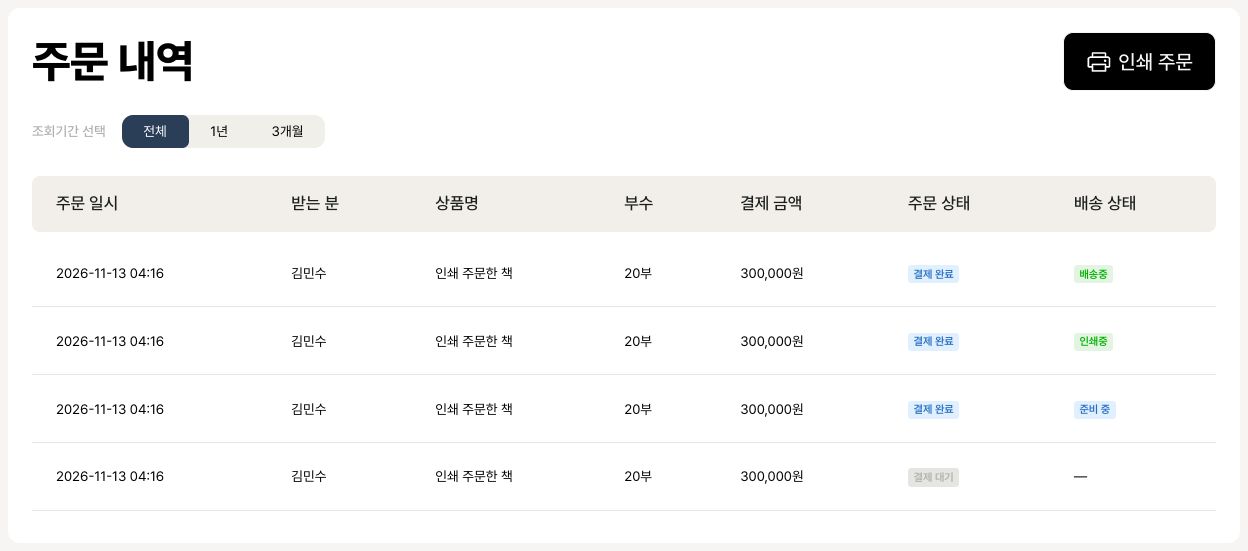 주문 내역
인쇄 주문
조회기간 선택 전체 1년 3개월
주문 일시 받는 분 상품명 부수 결제 금액 주문 상태 배송 상태
2026-11-13 04:16 김민수 인쇄 주문한 책 20부 300,000원 결제 완료 배송중
2026-11-13 04:16 김민수 인쇄 주문한 책 20부 300,000원 결제 완료 인쇄중
2026-11-13 04:16 김민수 인쇄 주문한 책 20부 300,000원 결제 완료 준비 중
2026-11-13 04:16 김민수 인쇄 주문한 책 20부 300,000원 결제 대기 —